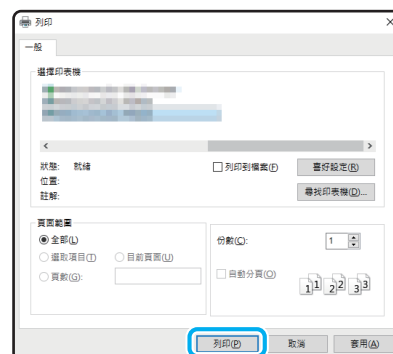 列印
一般
選擇印表機
狀態: 就緒
位置:
註解:
列印到檔案(F)
喜好設定(R)
尋找印表機(D)...
頁面範圍
全部(L)
選取項目(T) 目前頁面(U)
頁數(G):
份數(C): 1
自動分頁(O)
1 1 2 2 3 3
列印(P) 取消 套用(A)